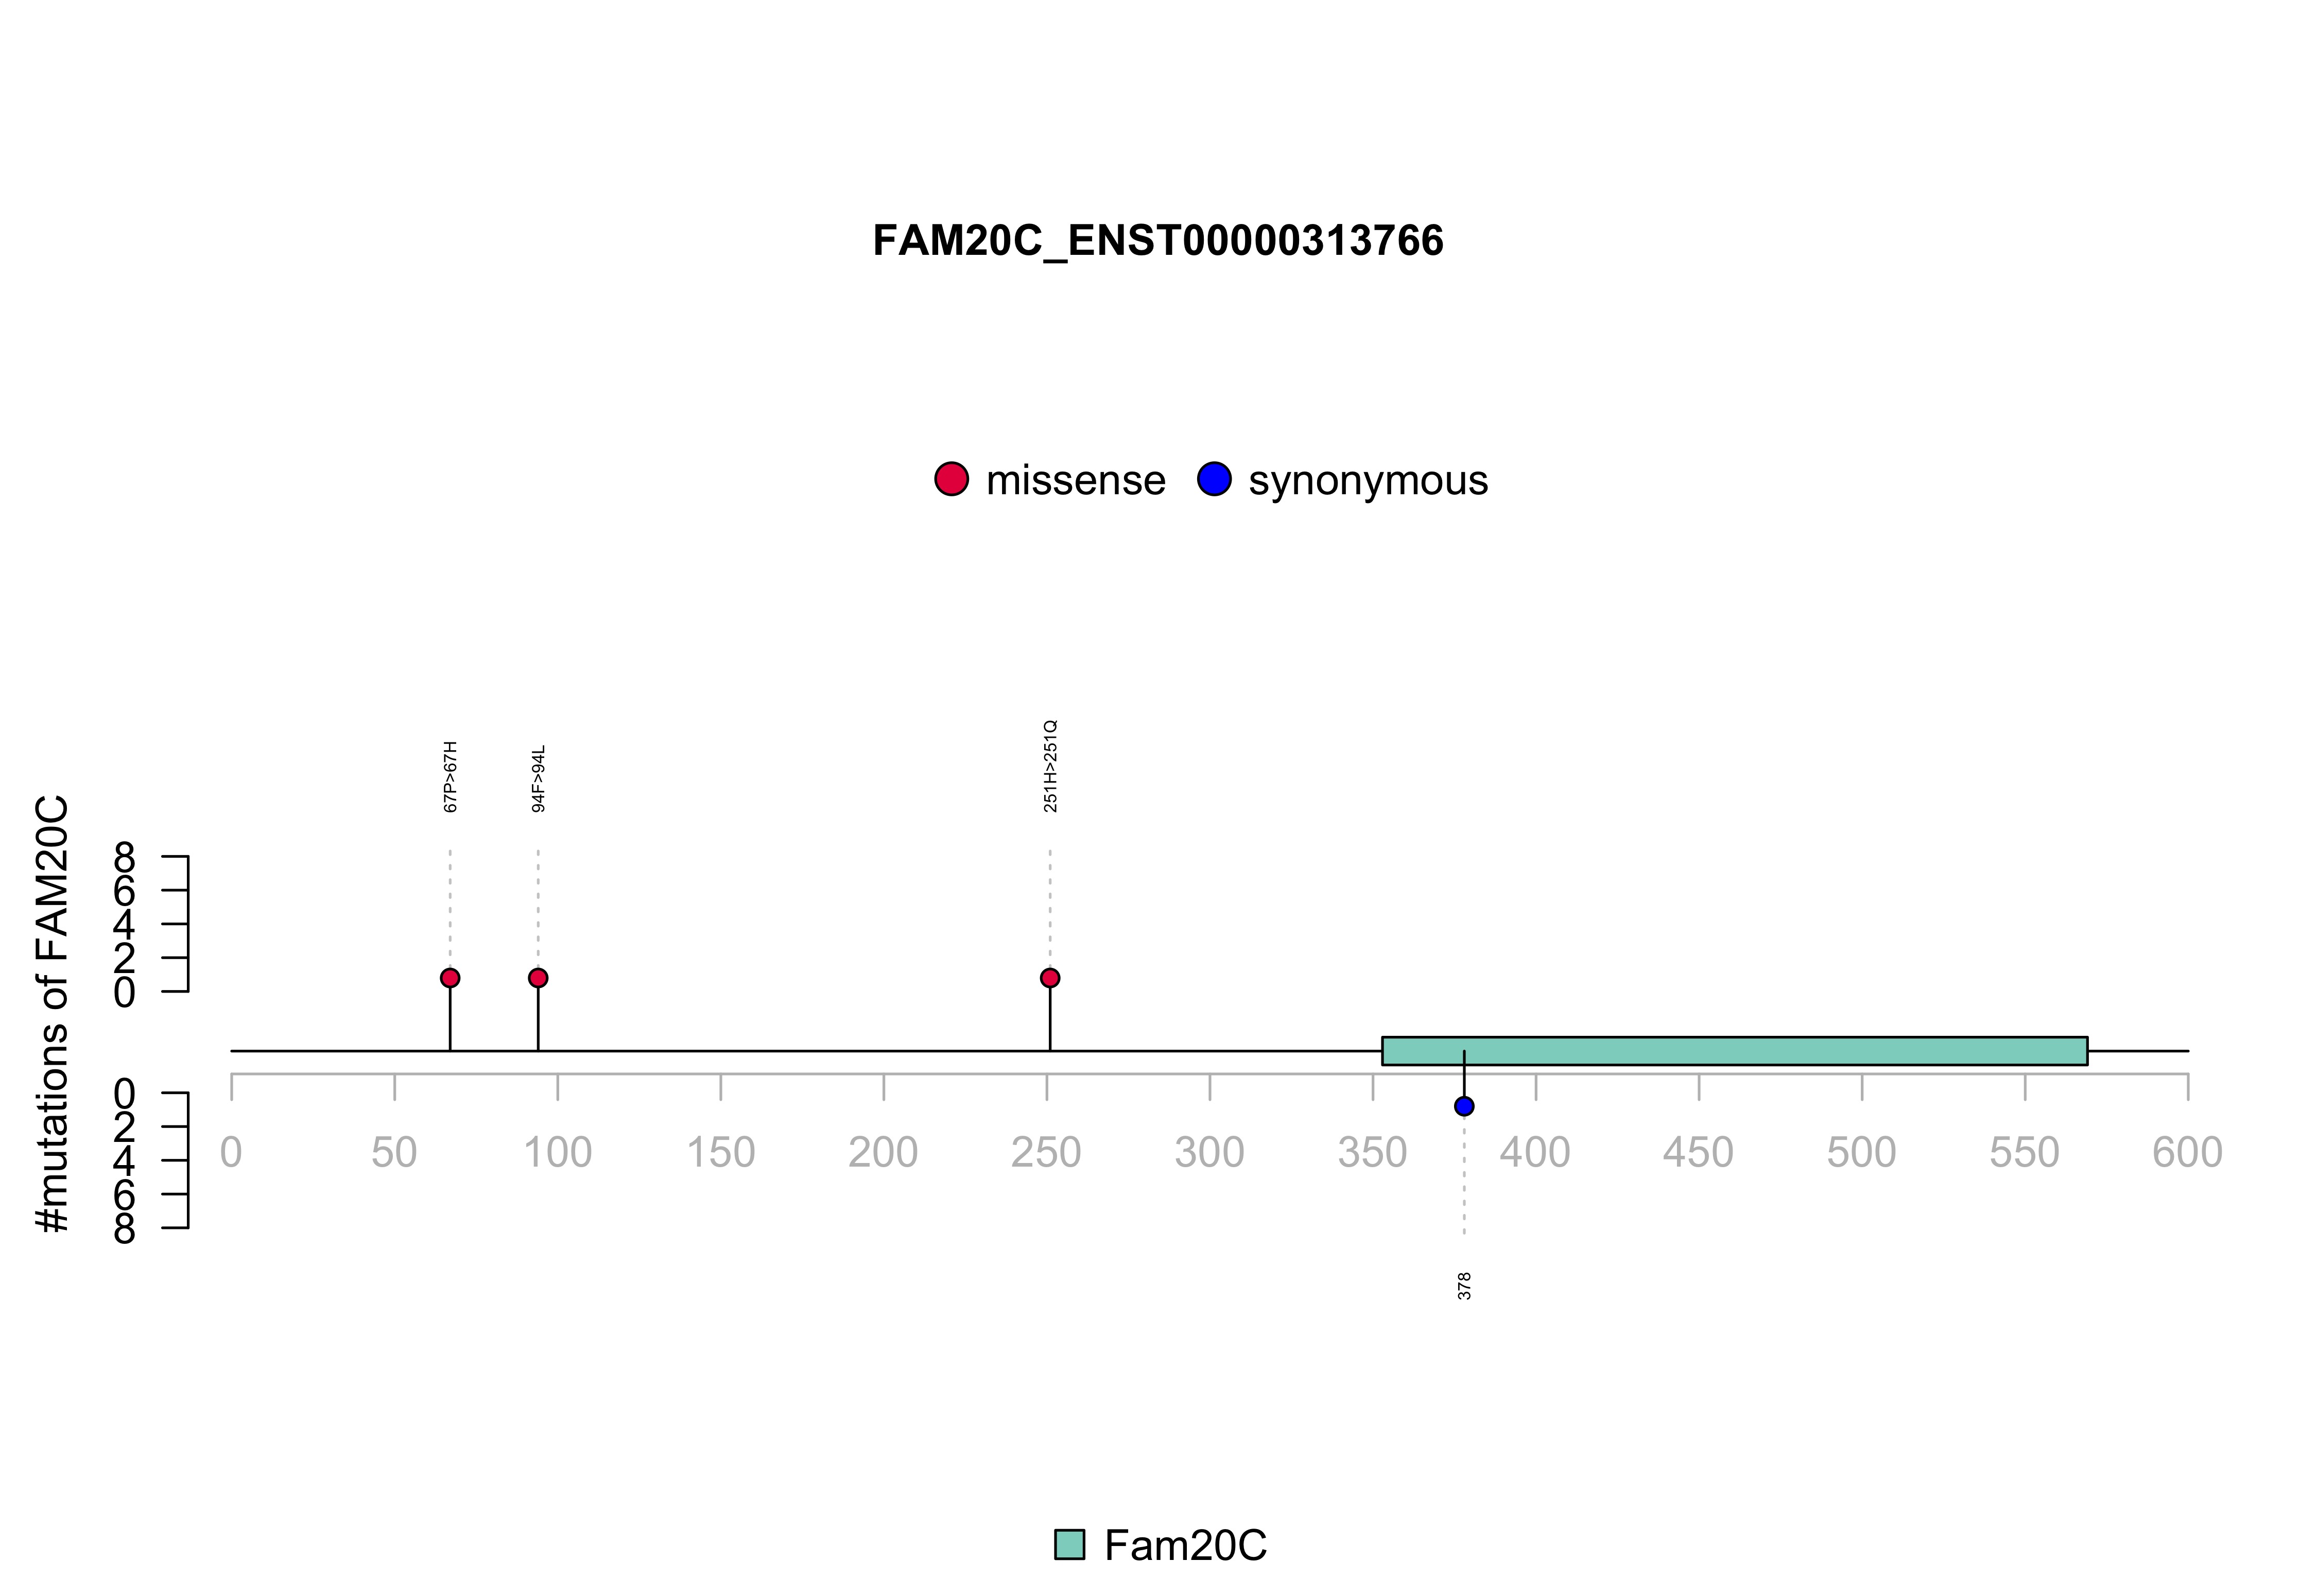 FAM20C_ENST00000313766
missense synonymous
67P>67H
94F>94L
251H>251Q
#mutations of FAM20C
8
6
4
2
0
0
2
4
6
8
0 50 100 150 200 250 300 350 400 450 500 550 600
378
Fam20C